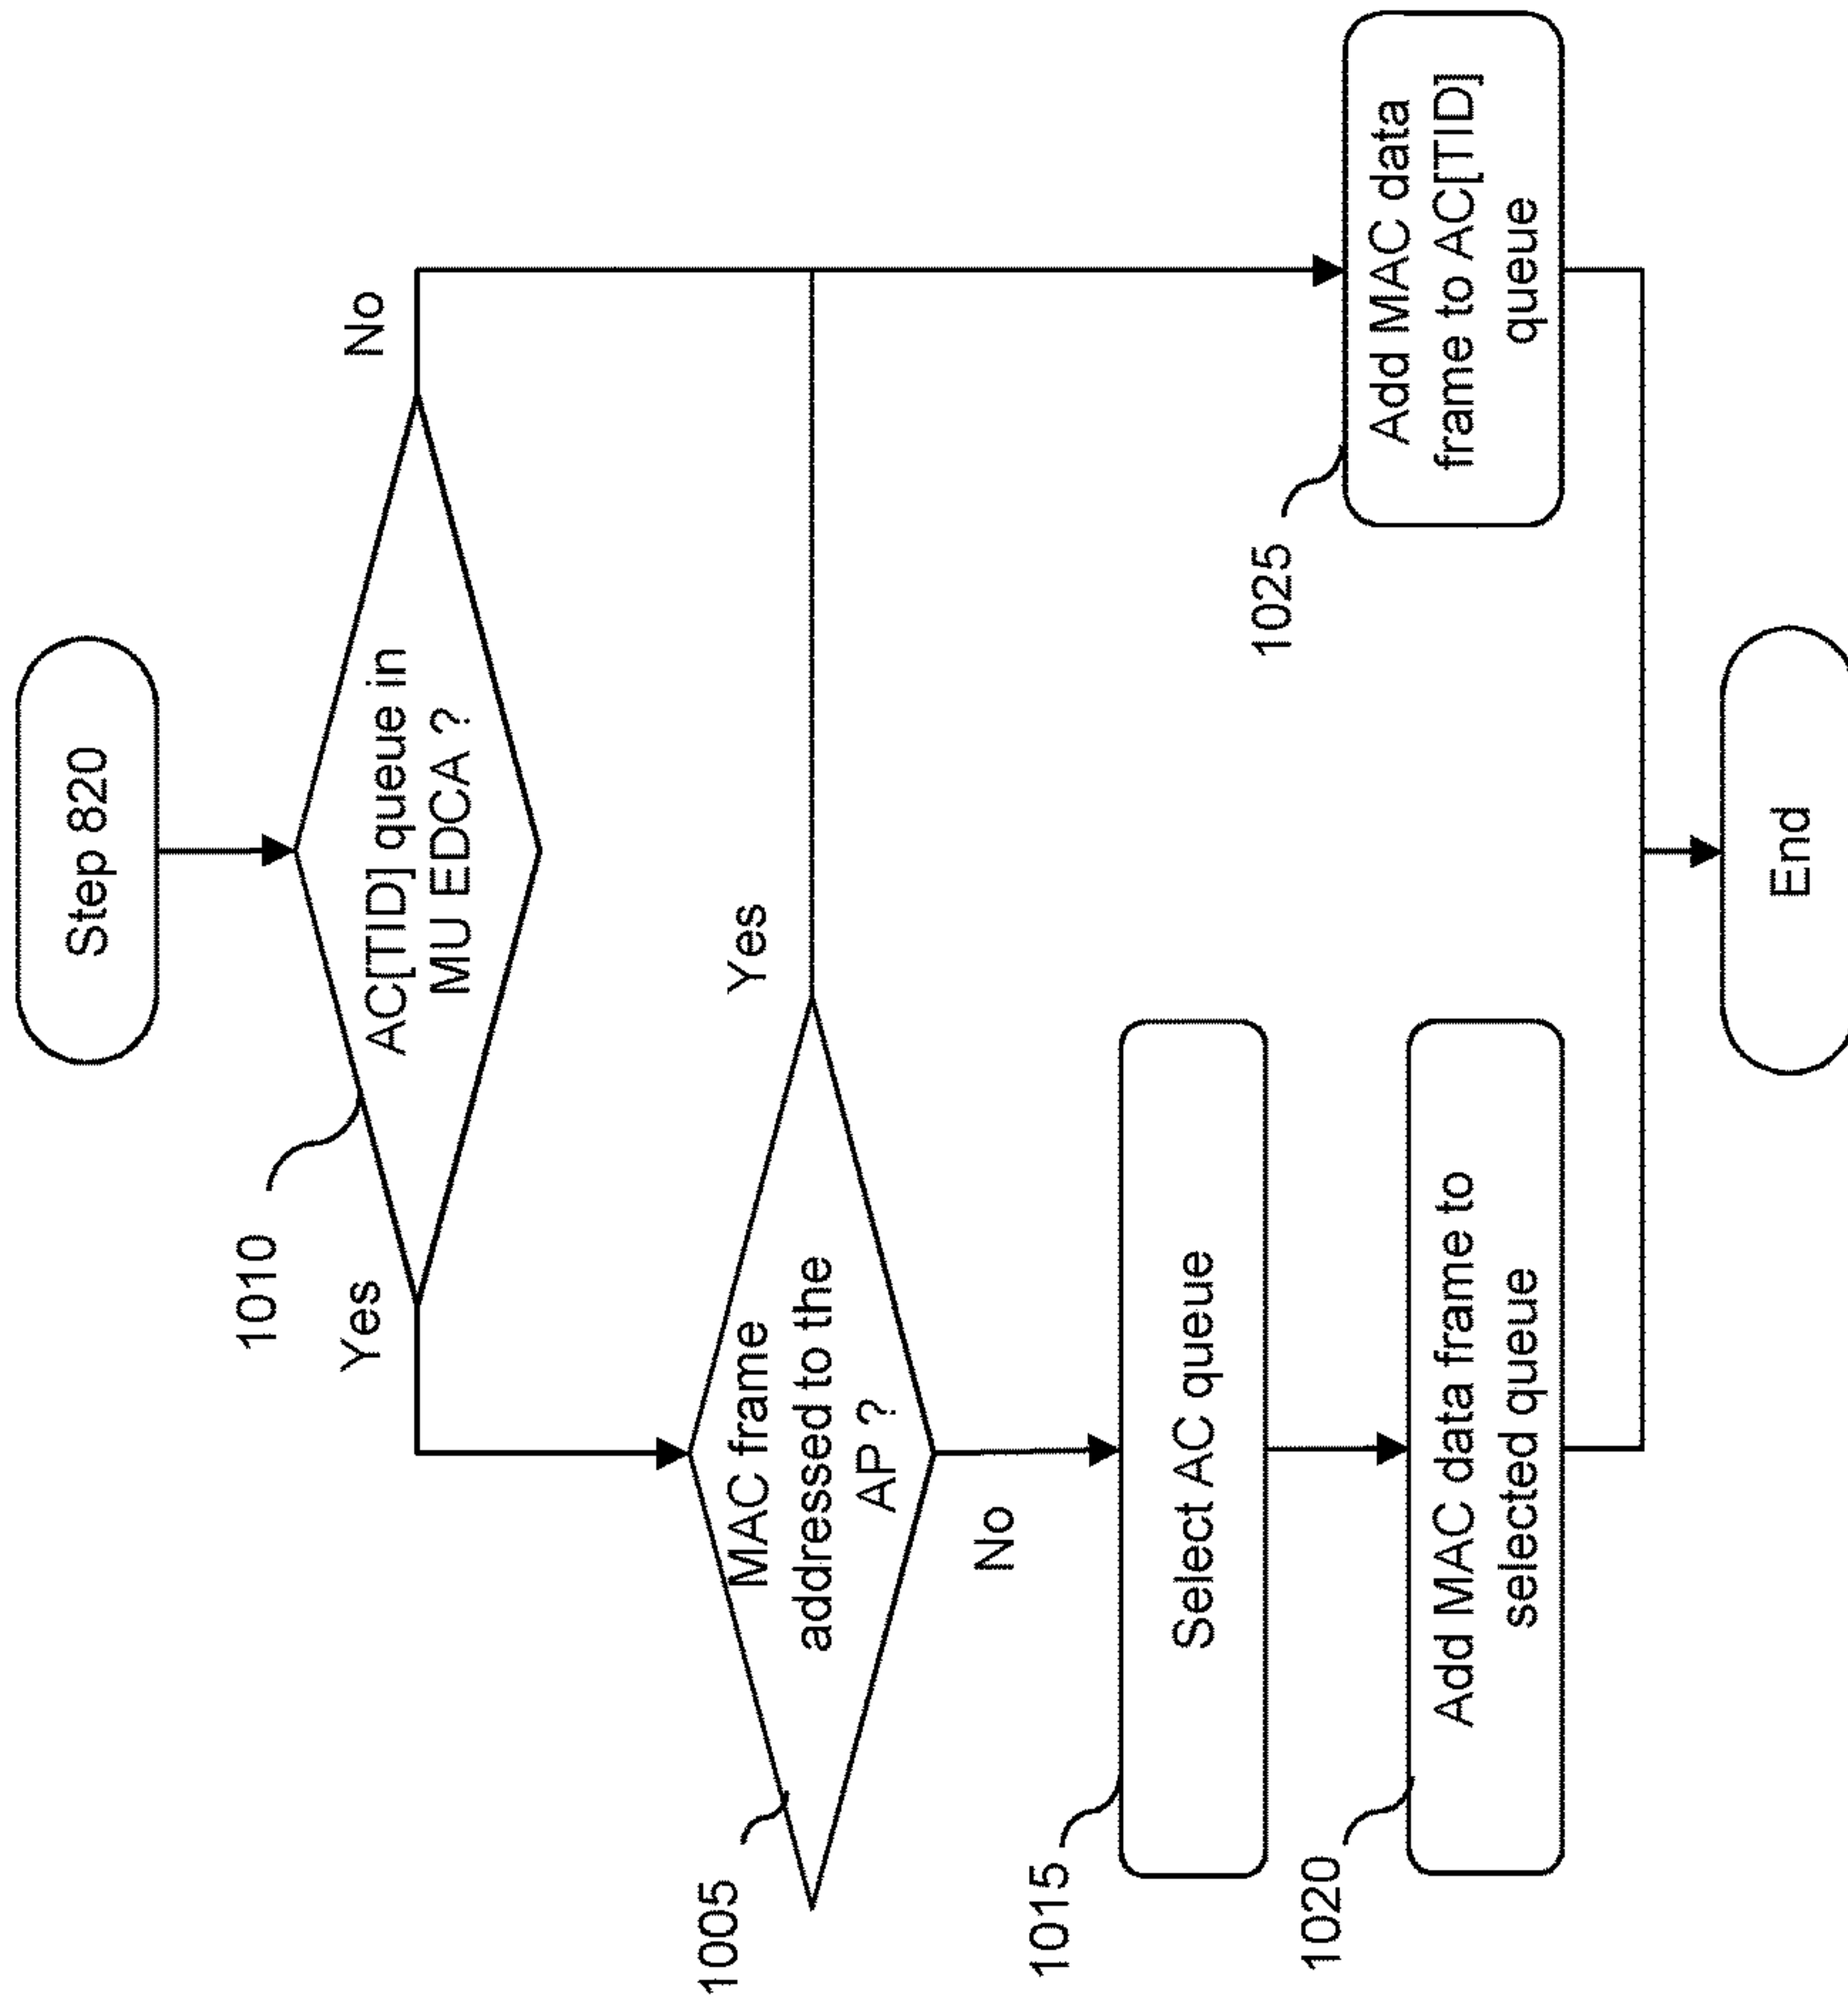 Step 820
1010
AC[TID] queue in
MU EDCA ?
Yes
No
1005
MAC frame
addressed to the
AP ?
Yes
No
1015
Select AC queue
1020
Add MAC data frame to
selected queue
1025
Add MAC data
frame to AC[TID]
queue
End